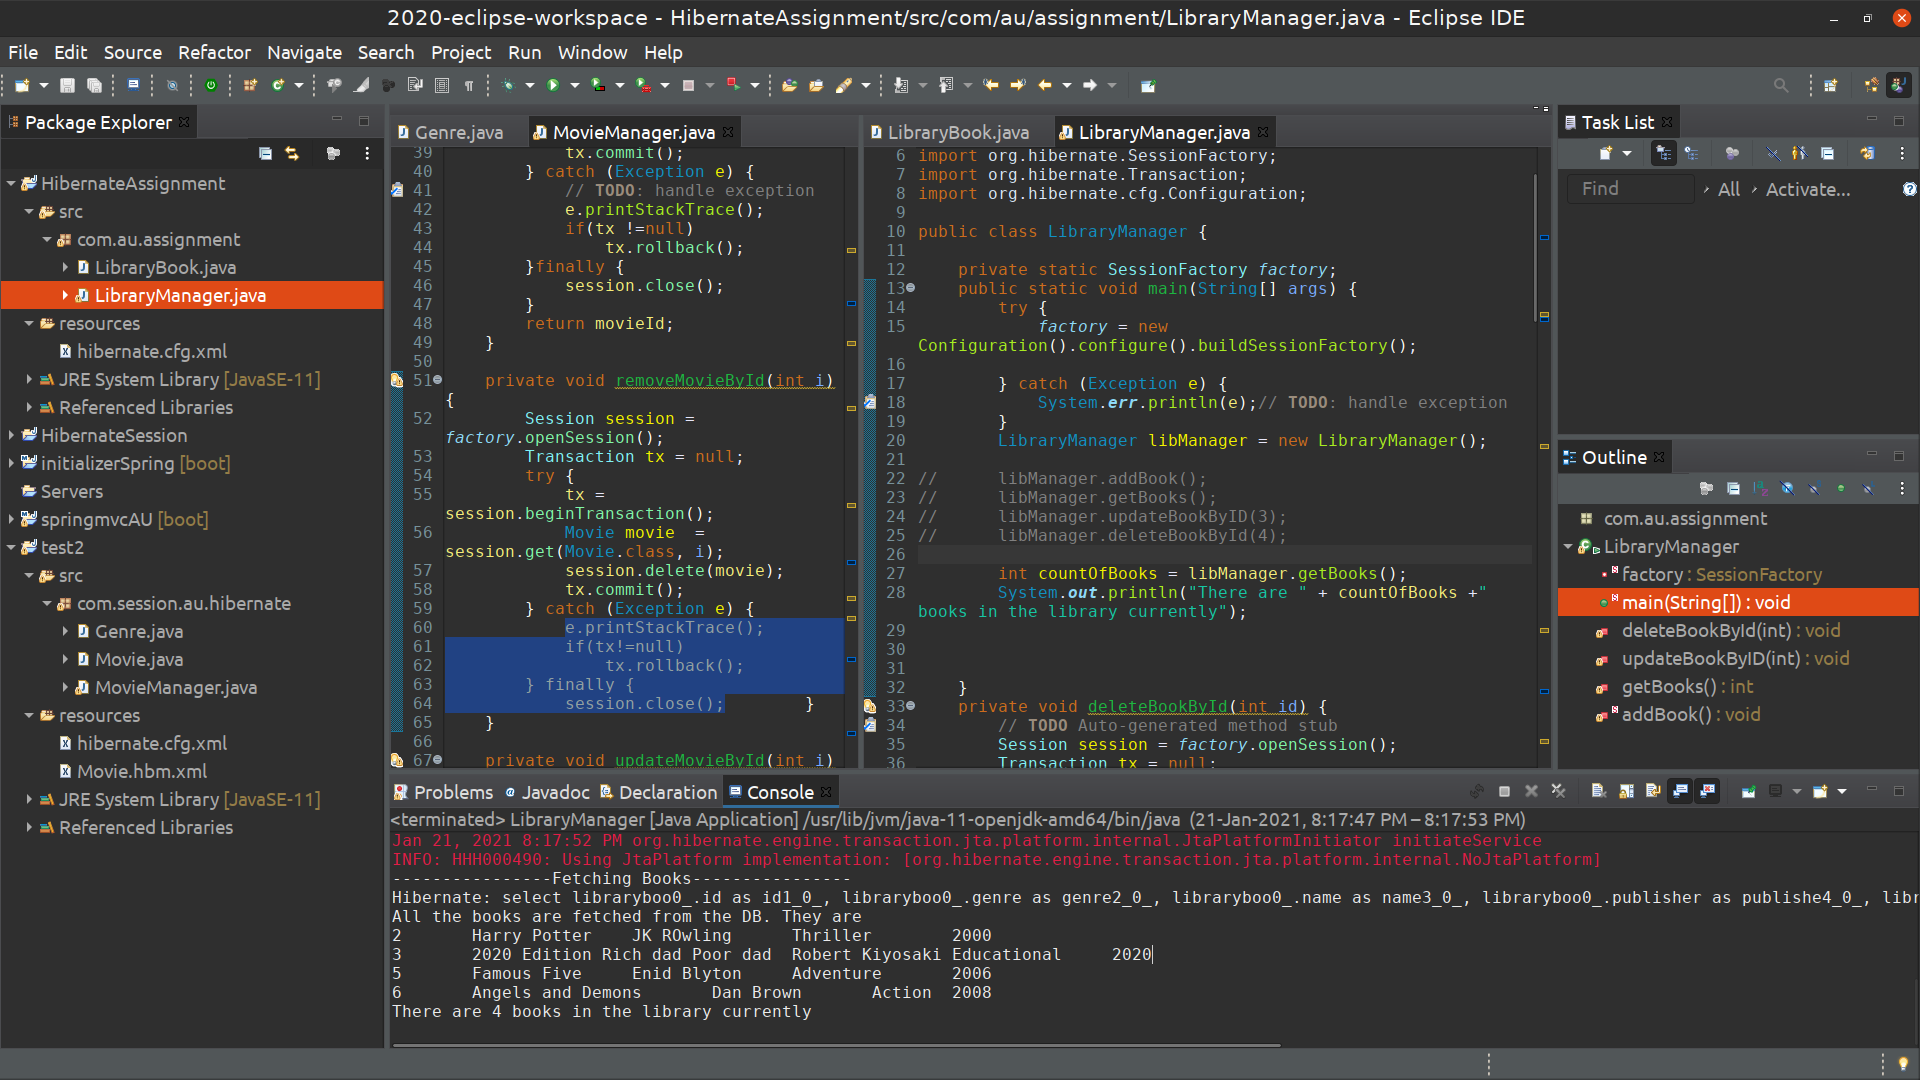 2020-eclipse-workspace - HibernateAssignment/src/com/au/assignment/LibraryManager.java - Eclipse IDE
File Edit Source Refactor Navigate Search Project Run Window Help
Package Explorer
HibernateAssignment
src
com.au.assignment
LibraryBook.java
LibraryManager.java
resources
hibernate.cfg.xml
JRE System Library [JavaSE-11]
Referenced Libraries
HibernateSession
initializerSpring [boot]
Servers
springmvcAU [boot]
test2
src
com.session.au.hibernate
Genre.java
Movie.java
MovieManager.java
resources
hibernate.cfg.xml
Movie.hbm.xml
JRE System Library [JavaSE-11]
Referenced Libraries
Genre.java MovieManager.java
39 tx.commit();
40 } catch (Exception e) {
41 // TODO: handle exception
42 e.printStackTrace();
43 if(tx !=null)
44 tx.rollback();
45 }finally {
46 session.close();
47 }
48 return movieId;
49 }
50
51 private void removeMovieById(int i)
{
52 Session session =
factory.openSession();
53 Transaction tx = null;
54 try {
55 tx =
session.beginTransaction();
56 Movie movie =
session.get(Movie.class, i);
57 session.delete(movie);
58 tx.commit();
59 } catch (Exception e) {
60 e.printStackTrace();
61 if(tx!=null)
62 tx.rollback();
63 } finally {
64 session.close(); }
65 }
66
67 private void updateMovieById(int i)
LibraryBook.java LibraryManager.java
6 import org.hibernate.SessionFactory;
7 import org.hibernate.Transaction;
8 import org.hibernate.cfg.Configuration;
9
10 public class LibraryManager {
11
12 private static SessionFactory factory;
13 public static void main(String[] args) {
14 try {
15 factory = new
Configuration().configure().buildSessionFactory();
16
17 } catch (Exception e) {
18 System.err.println(e);// TODO: handle exception
19 }
20 LibraryManager libManager = new LibraryManager();
21
22 // libManager.addBook();
23 // libManager.getBooks();
24 // libManager.updateBookByID(3);
25 // libManager.deleteBookById(4);
26
27 int countOfBooks = libManager.getBooks();
28 System.out.println("There are " + countOfBooks +"
books in the library currently");
29
30
31
32 }
33 private void deleteBookById(int id) {
34 // TODO Auto-generated method stub
35 Session session = factory.openSession();
36 Transaction tx = null;
Task List
Find All Activate...
Outline
com.au.assignment
LibraryManager
factory : SessionFactory
main(String[]) : void
deleteBookById(int) : void
updateBookByID(int) : void
getBooks() : int
addBook() : void
Problems Javadoc Declaration Console
<terminated> LibraryManager [Java Application] /usr/lib/jvm/java-11-openjdk-amd64/bin/java (21-Jan-2021, 8:17:47 PM – 8:17:53 PM)
Jan 21, 2021 8:17:52 PM org.hibernate.engine.transaction.jta.platform.internal.JtaPlatformInitiator initiateService
INFO: HHH000490: Using JtaPlatform implementation: [org.hibernate.engine.transaction.jta.platform.internal.NoJtaPlatform]
----------------Fetching Books----------------
Hibernate: select libraryboo0_.id as id1_0_, libraryboo0_.genre as genre2_0_, libraryboo0_.name as name3_0_, libraryboo0_.publisher as publishe4_0_, libr
All the books are fetched from the DB. They are
2 Harry Potter JK ROwling Thriller 2000
3 2020 Edition Rich dad Poor dad Robert Kiyosaki Educational 2020
5 Famous Five Enid Blyton Adventure 2006
6 Angels and Demons Dan Brown Action 2008
There are 4 books in the library currently